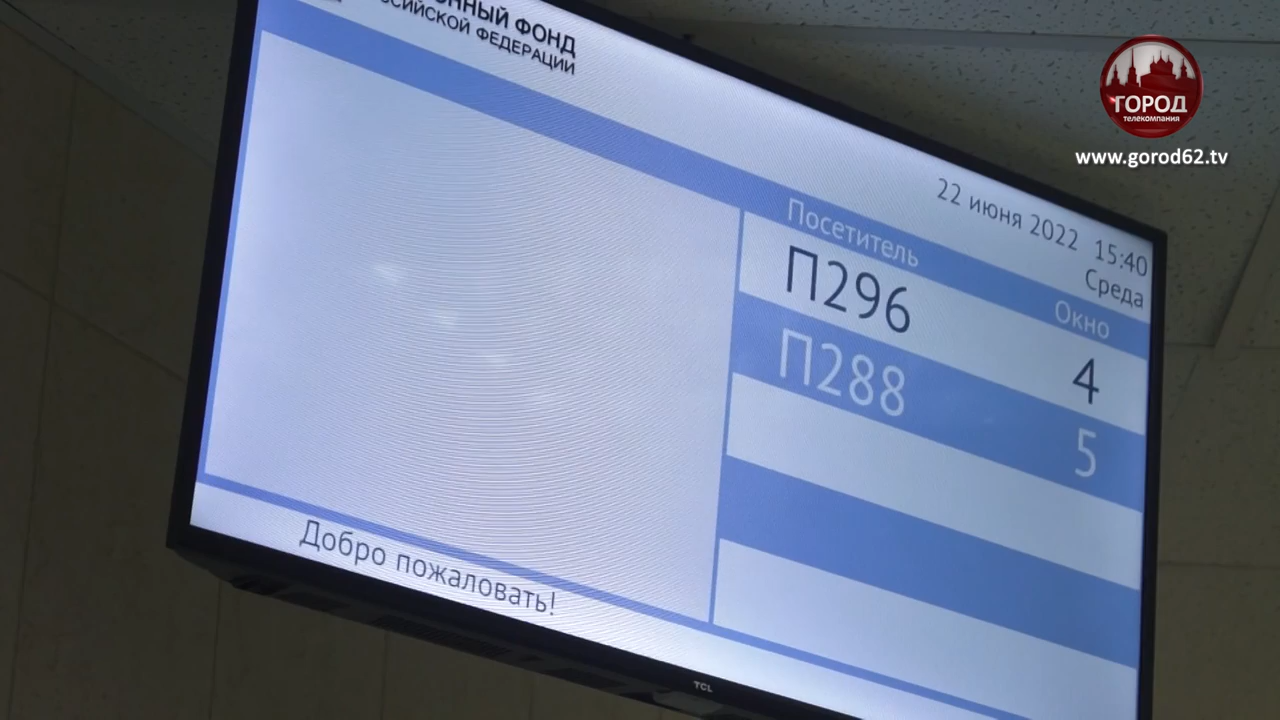 ОННЫЙ ФОНД
ССИЙСКОЙ ФЕДЕРАЦИИ
ГОРОД
телекомпания
www.gorod62.tv
22 июня 2022 15:40
Среда
Посетитель Окно
П296 4
П288 5
Добро пожаловать!
TCL